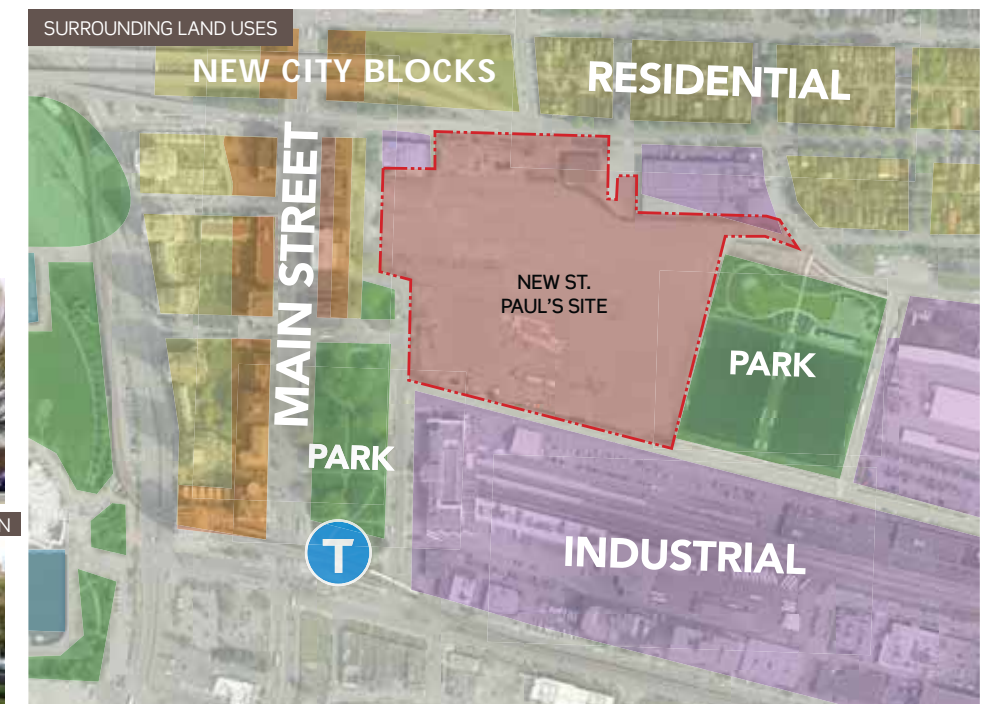 SURROUNDING LAND USES
NEW CITY BLOCKS
RESIDENTIAL
MAIN STREET
NEW ST.
PAUL'S SITE
PARK
PARK
N
T
INDUSTRIAL